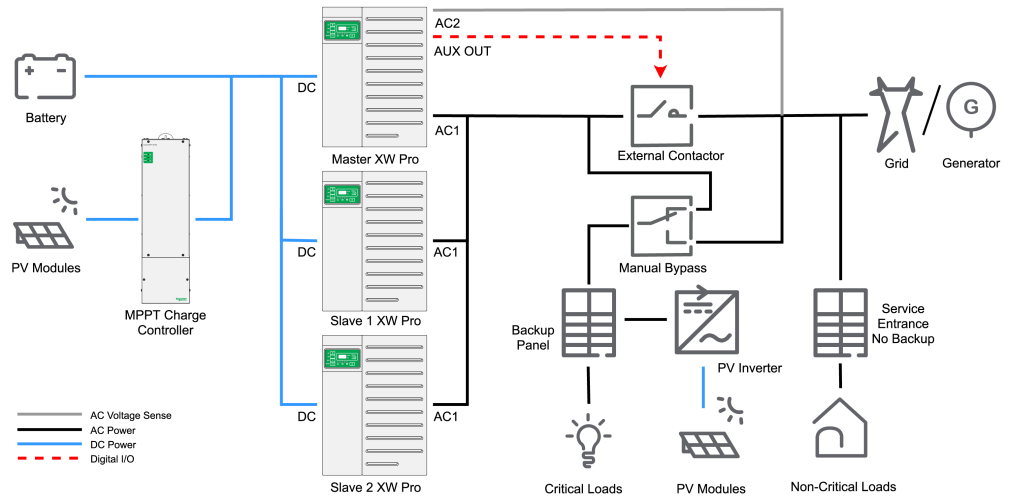 AC2
AUX OUT
DC
AC1
Battery
Master XW Pro
External Contactor
Grid
Generator
G
PV Modules
MPPT Charge
Controller
DC
AC1
Slave 1 XW Pro
Manual Bypass
Backup
Panel
PV Inverter
Service
Entrance
No Backup
DC
AC1
Slave 2 XW Pro
Critical Loads
PV Modules
Non-Critical Loads
AC Voltage Sense
AC Power
DC Power
Digital I/O